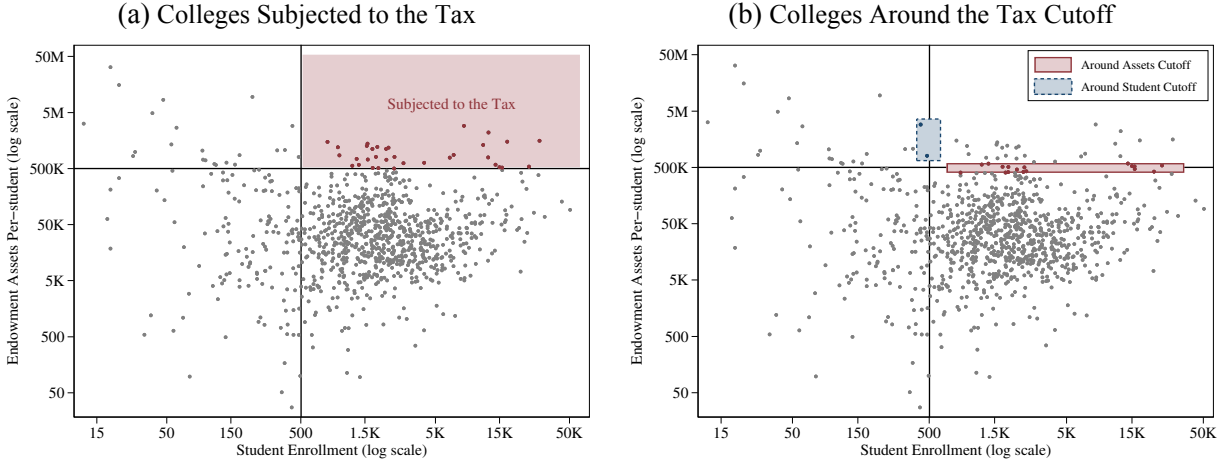 (a) Colleges Subjected to the Tax
50M
5M
500K
50K
5K
500
50
Endowment Assets Per−student (log scale)
Subjected to the Tax
15
50
150
500
1.5K
5K
15K
50K
Student Enrollment (log scale)
(b) Colleges Around the Tax Cutoff
50M
5M
500K
50K
5K
500
50
Endowment Assets Per−student (log scale)
Around Assets Cutoff
Around Student Cutoff
15
50
150
500
1.5K
5K
15K
50K
Student Enrollment (log scale)